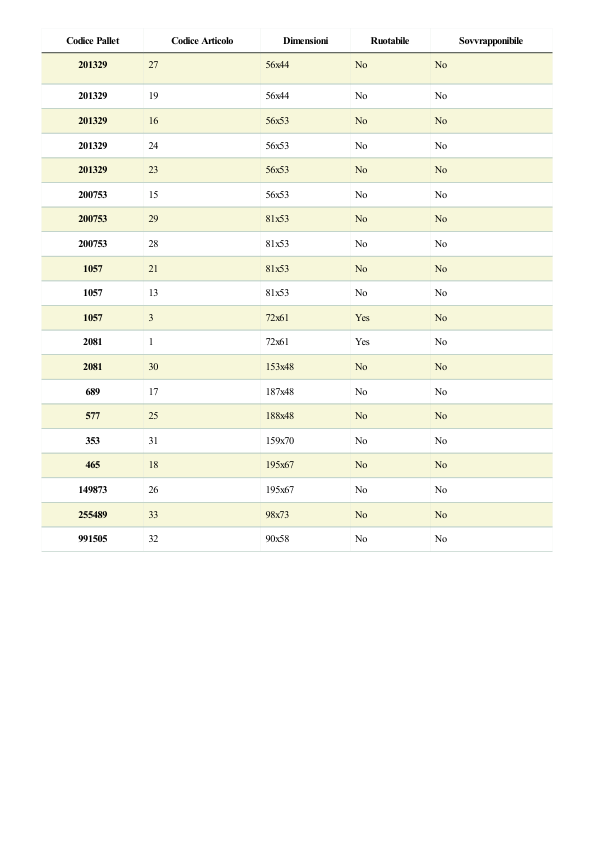 Codice Pallet Codice Articolo Dimensioni Ruotabile Sovvrapponibile
201329 27 56x44 No No
201329 19 56x44 No No
201329 16 56x53 No No
201329 24 56x53 No No
201329 23 56x53 No No
200753 15 56x53 No No
200753 29 81x53 No No
200753 28 81x53 No No
1057 21 81x53 No No
1057 13 81x53 No No
1057 3 72x61 Yes No
2081 1 72x61 Yes No
2081 30 153x48 No No
689 17 187x48 No No
577 25 188x48 No No
353 31 159x70 No No
465 18 195x67 No No
149873 26 195x67 No No
255489 33 98x73 No No
991505 32 90x58 No No